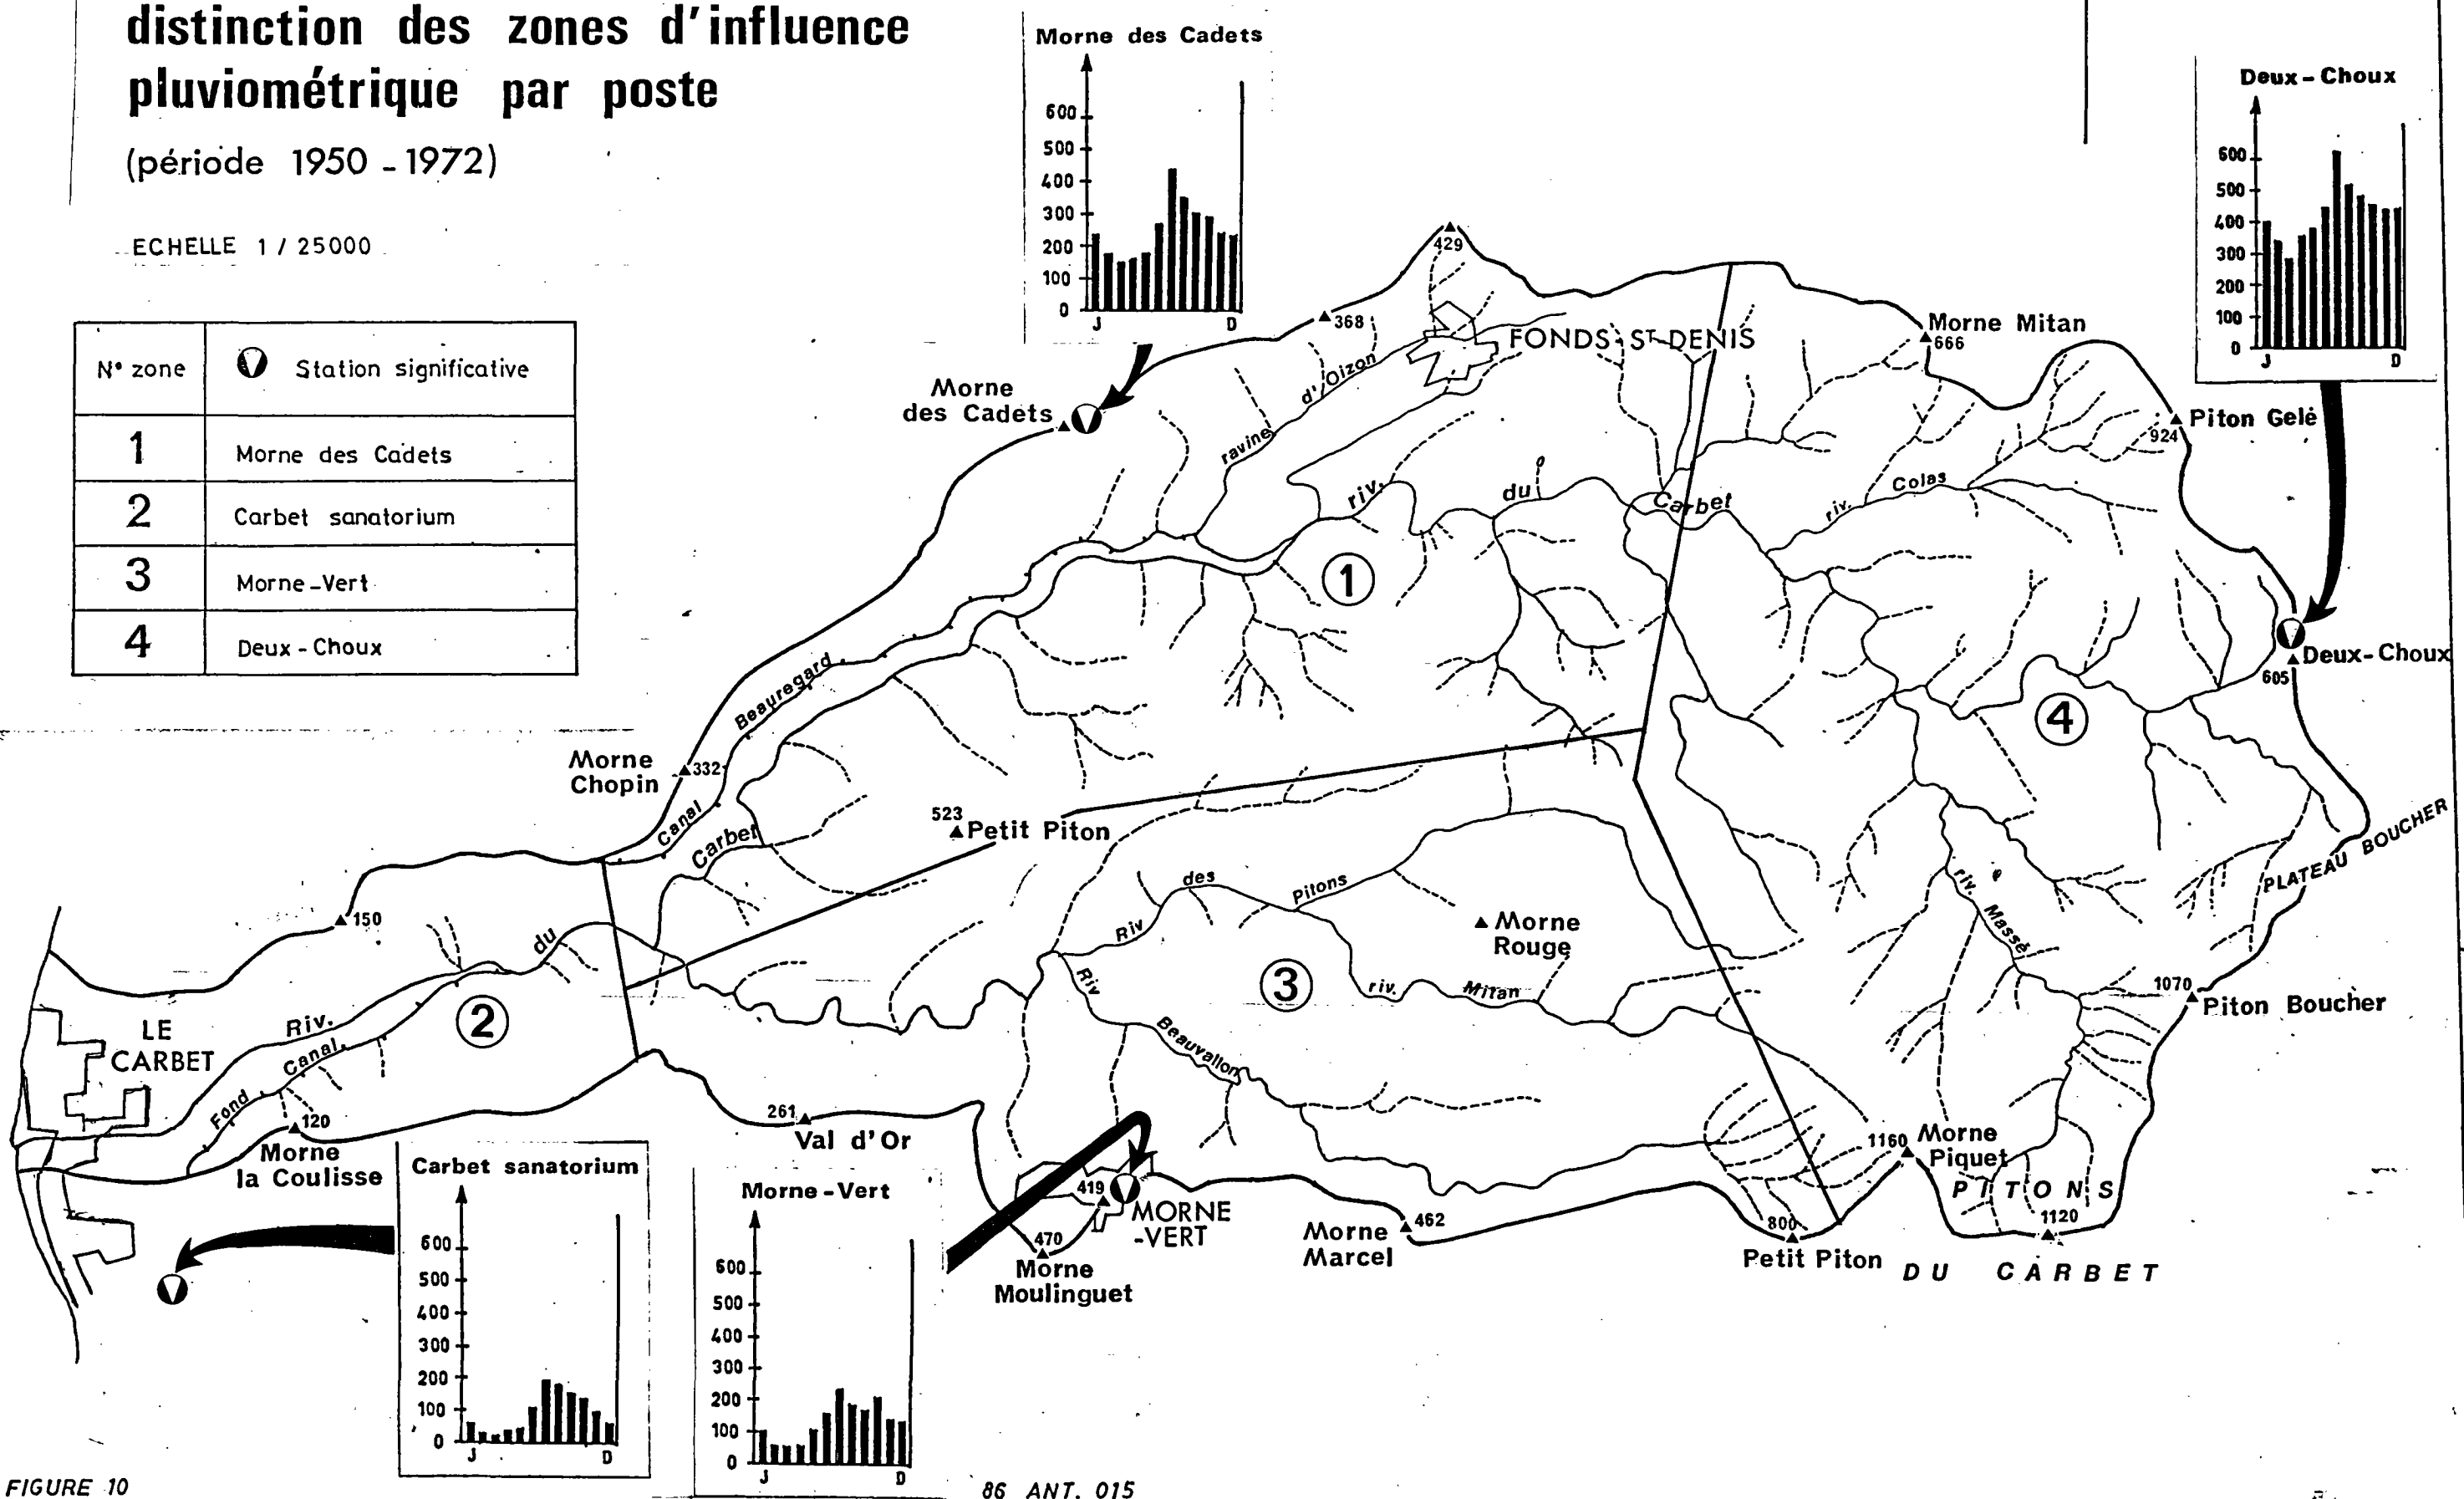 distinction des zones d'influence
pluviométrique par poste
(période 1950 - 1972)
ECHELLE 1 / 25000
N° zone
Station significative
1
Morne des Cadets
2
Carbet sanatorium
3
Morne-Vert
4
Deux-Choux
Morne des Cadets
600
500
400
300
200
100
0
J
D
Deux-Choux
600
500
400
300
200
100
0
J
D
429
368
FONDS-ST-DENIS
Morne Mitan
666
Morne
des Cadets
ravine
d'Oizon
Piton Gelé
924
riv.
du
Carbet
riv.
Colas
1
Deux-Choux
605
4
Beauregard
Canal
Morne
Chopin
332
Carbet
523
Petit Piton
PLATEAU BOUCHER
riv.
Massé
des
Pitons
Riv
Morne
Rouge
150
du
3
riv.
Mitan
Riv
Beauvallon
1070
Piton Boucher
LE
CARBET
Riv.
Canal
Fond
2
120
Morne
la Coulisse
261
Val d'Or
1160
Morne
Piquet
PITONS
1120
DU CARBET
419
MORNE
-VERT
470
Morne
Moulinguet
Morne
Marcel
462
800
Petit Piton
Carbet sanatorium
600
500
400
300
200
100
0
J
D
Morne-Vert
600
500
400
300
200
100
0
J
D
FIGURE 10
86 ANT. 015